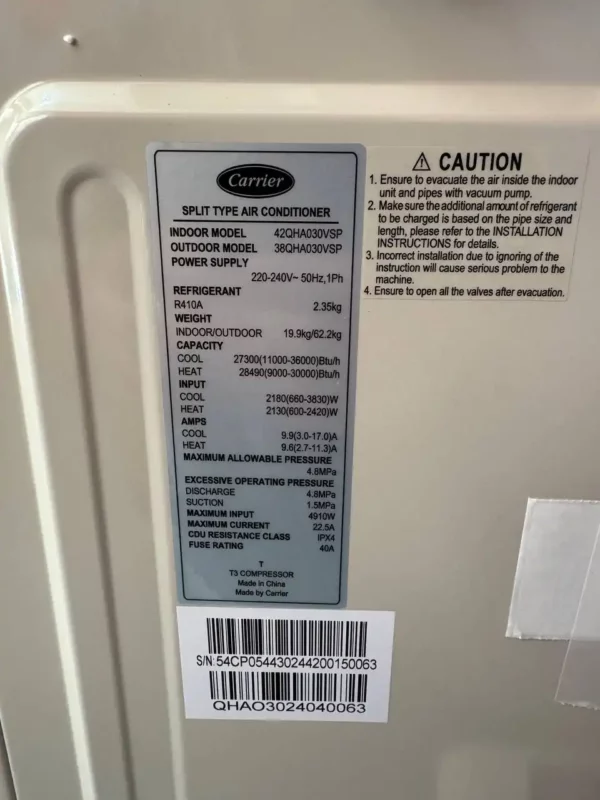 Carrier
SPLIT TYPE AIR CONDITIONER
INDOOR MODEL 42QHA030VSP
OUTDOOR MODEL 38QHA030VSP
POWER SUPPLY
220-240V~ 50Hz,1Ph
REFRIGERANT
R410A 2.35kg
WEIGHT
INDOOR/OUTDOOR 19.9kg/62.2kg
CAPACITY
COOL 27300(11000-36000)Btu/h
HEAT 28490(9000-30000)Btu/h
INPUT
COOL 2180(660-3830)W
HEAT 2130(600-2420)W
AMPS
COOL 9.9(3.0-17.0)A
HEAT 9.6(2.7-11.3)A
MAXIMUM ALLOWABLE PRESSURE
4.8MPa
EXCESSIVE OPERATING PRESSURE
DISCHARGE 4.8MPa
SUCTION 1.5MPa
MAXIMUM INPUT 4910W
MAXIMUM CURRENT 22.5A
CDU RESISTANCE CLASS IPX4
FUSE RATING 40A
T
T3 COMPRESSOR
Made in China
Made by Carrier
S/N:54CP054430244200150063
QHAO3024040063
⚠ CAUTION
1. Ensure to evacuate the air inside the indoor
unit and pipes with vacuum pump.
2. Make sure the additional amount of refrigerant
to be charged is based on the pipe size and
length, please refer to the INSTALLATION
INSTRUCTIONS for details.
3. Incorrect installation due to ignoring of the
instruction will cause serious problem to the
machine.
4. Ensure to open all the valves after evacuation.